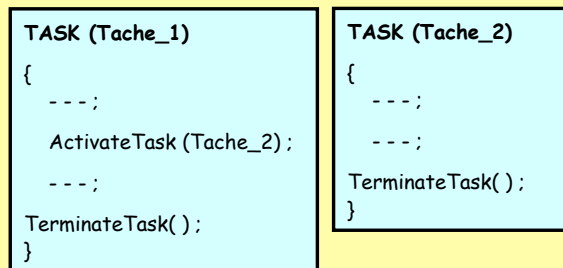 TASK (Tache_1)
{
- - - ;
ActivateTask (Tache_2) ;
- - - ;
TerminateTask( ) ;
}
TASK (Tache_2)
{
- - - ;
- - - ;
TerminateTask( ) ;
}